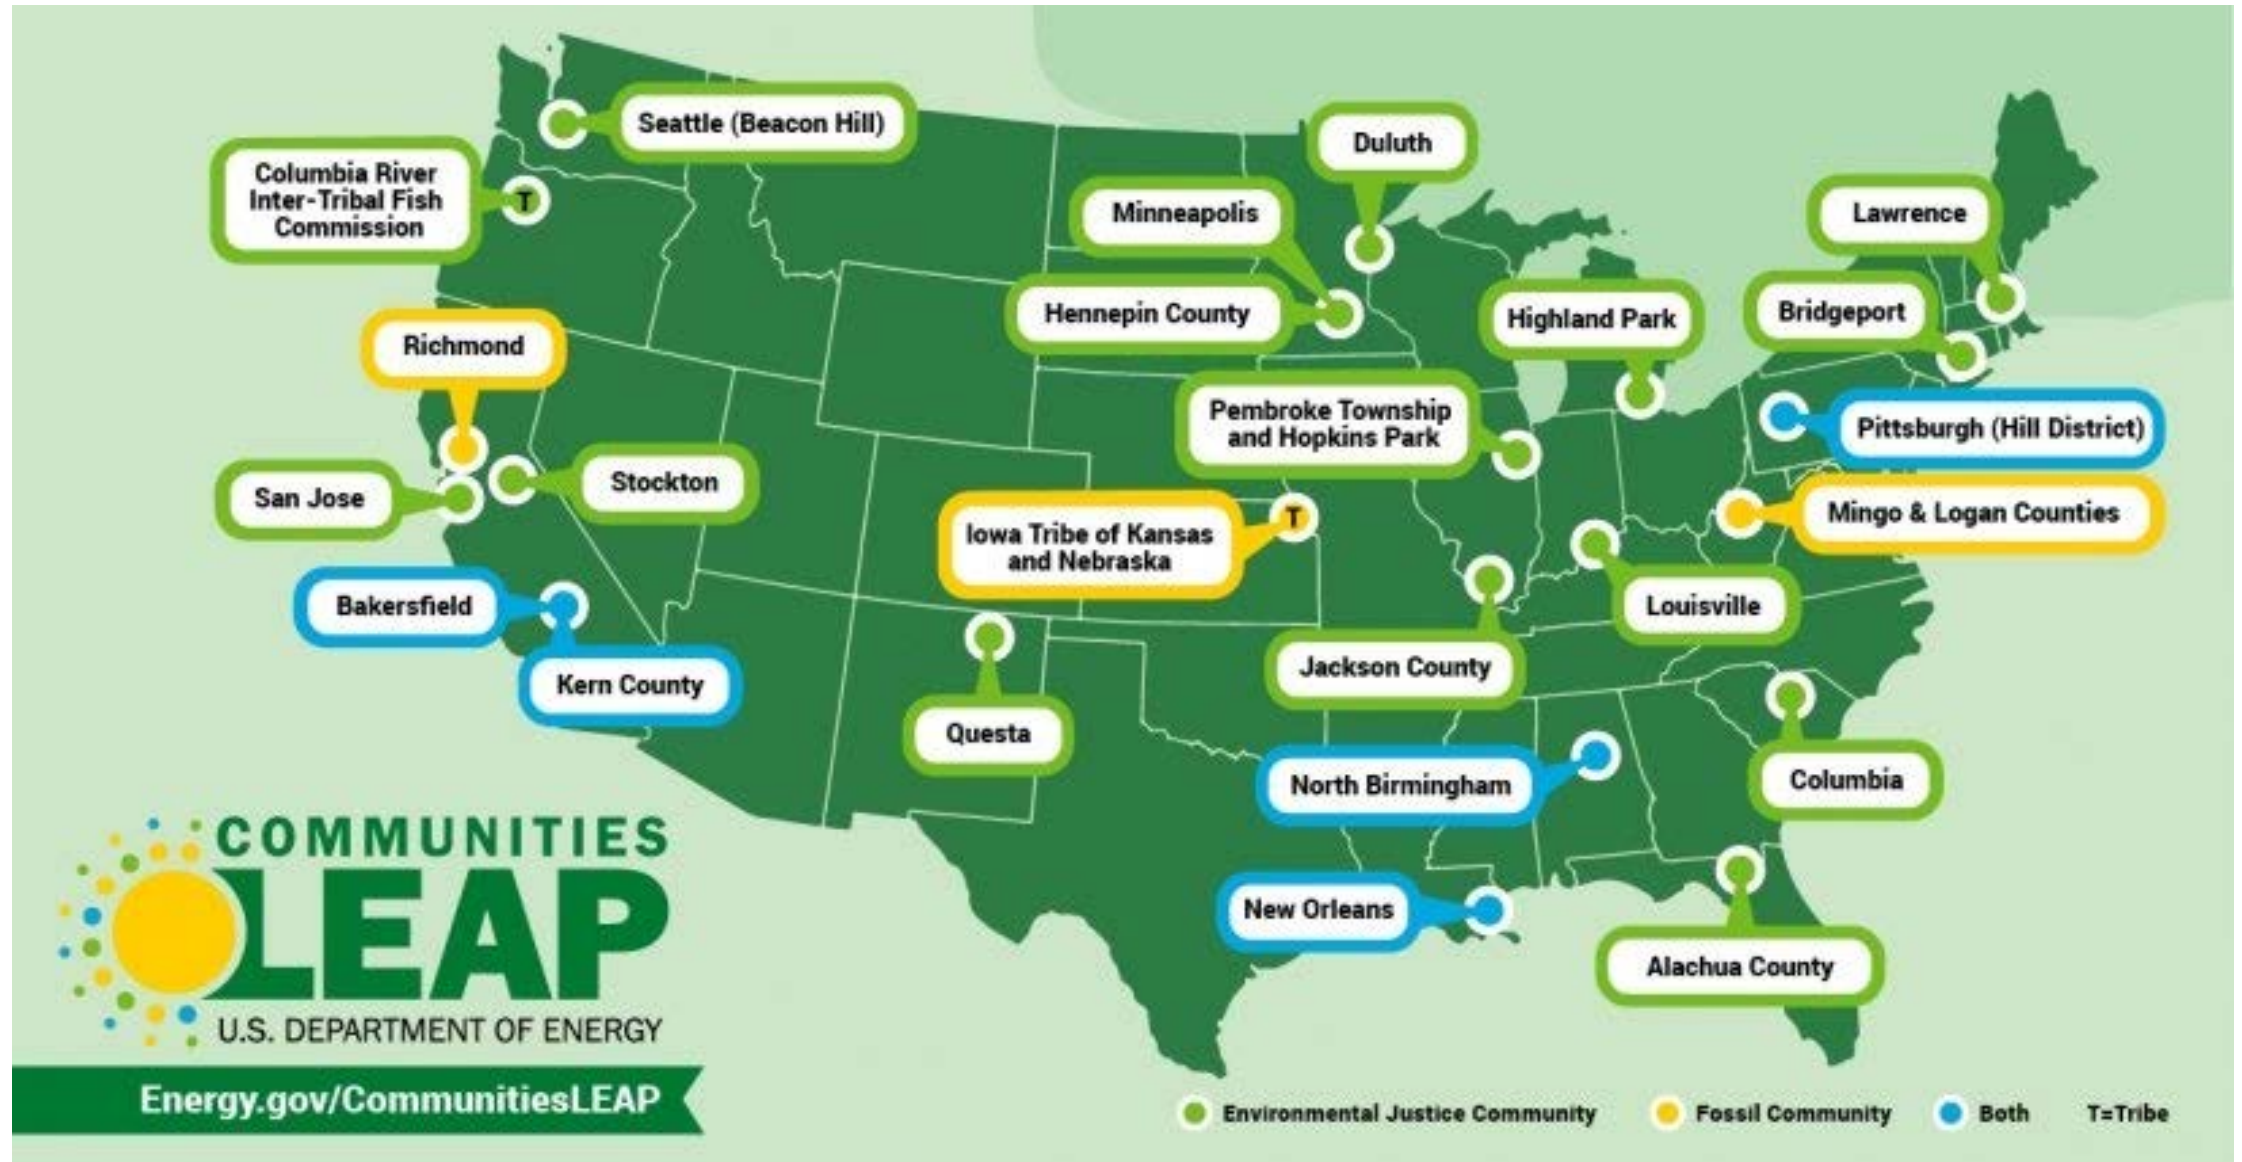 Seattle (Beacon Hill)
Columbia River
Inter-Tribal Fish
Commission
T
Duluth
Minneapolis
Hennepin County
Lawrence
Bridgeport
Highland Park
Richmond
Pembroke Township
and Hopkins Park
Pittsburgh (Hill District)
San Jose
Stockton
Iowa Tribe of Kansas
and Nebraska
T
Mingo & Logan Counties
Bakersfield
Kern County
Louisville
Jackson County
Questa
North Birmingham
Columbia
New Orleans
Alachua County
COMMUNITIES
LEAP
U.S. DEPARTMENT OF ENERGY
Energy.gov/CommunitiesLEAP
Environmental Justice Community
Fossil Community
Both
T=Tribe